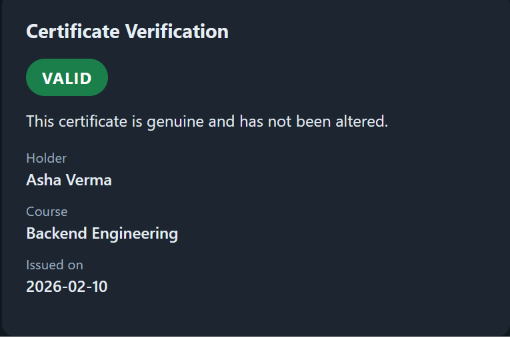 Certificate Verification
VALID
This certificate is genuine and has not been altered.
Holder
Asha Verma
Course
Backend Engineering
Issued on
2026-02-10